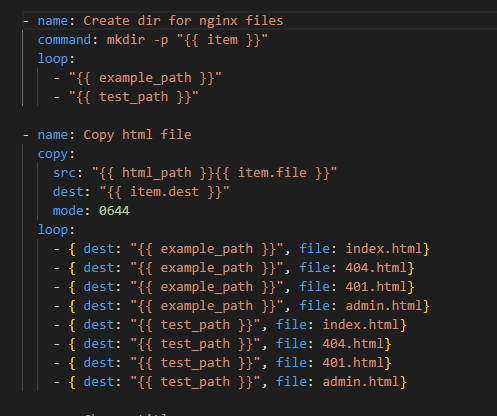 - name: Create dir for nginx files
  command: mkdir -p "{{ item }}"
  loop:
    - "{{ example_path }}"
    - "{{ test_path }}"

- name: Copy html file
  copy:
    src: "{{ html_path }}{{ item.file }}"
    dest: "{{ item.dest }}"
    mode: 0644
  loop:
    - { dest: "{{ example_path }}", file: index.html}
    - { dest: "{{ example_path }}", file: 404.html}
    - { dest: "{{ example_path }}", file: 401.html}
    - { dest: "{{ example_path }}", file: admin.html}
    - { dest: "{{ test_path }}", file: index.html}
    - { dest: "{{ test_path }}", file: 404.html}
    - { dest: "{{ test_path }}", file: 401.html}
    - { dest: "{{ test_path }}", file: admin.html}